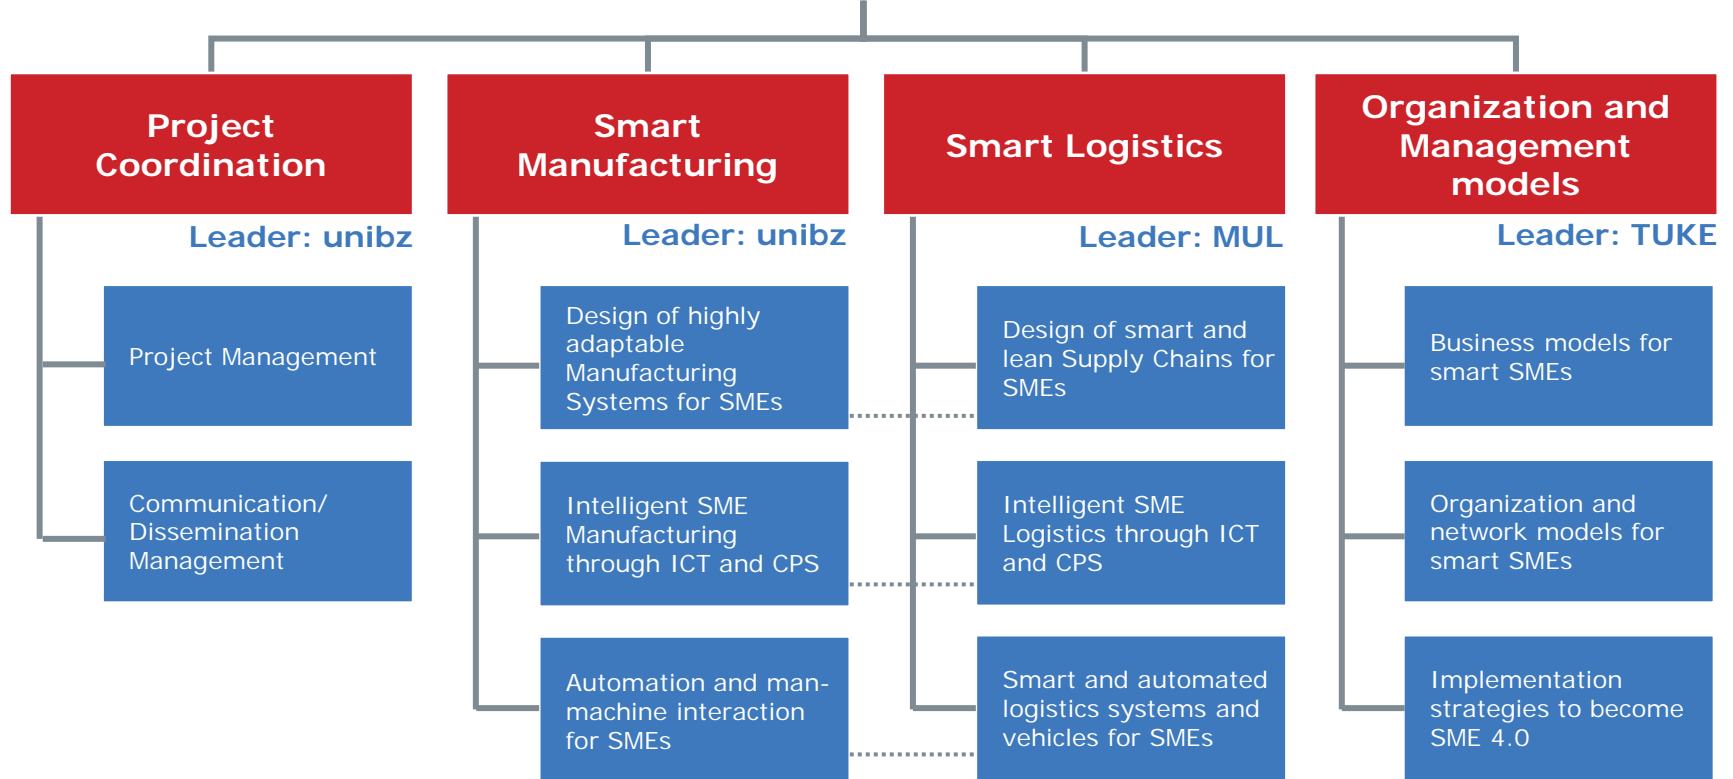 Project
Coordination
Leader: unibz
Project Management
Communication/
Dissemination
Management
Smart
Manufacturing
Leader: unibz
Design of highly
adaptable
Manufacturing
Systems for SMEs
Intelligent SME
Manufacturing
through ICT and CPS
Automation and man-
machine interaction
for SMEs
Smart Logistics
Leader: MUL
Design of smart and
lean Supply Chains for
SMEs
Intelligent SME
Logistics through ICT
and CPS
Smart and automated
logistics systems and
vehicles for SMEs
Organization and
Management
models
Leader: TUKE
Business models for
smart SMEs
Organization and
network models for
smart SMEs
Implementation
strategies to become
SME 4.0